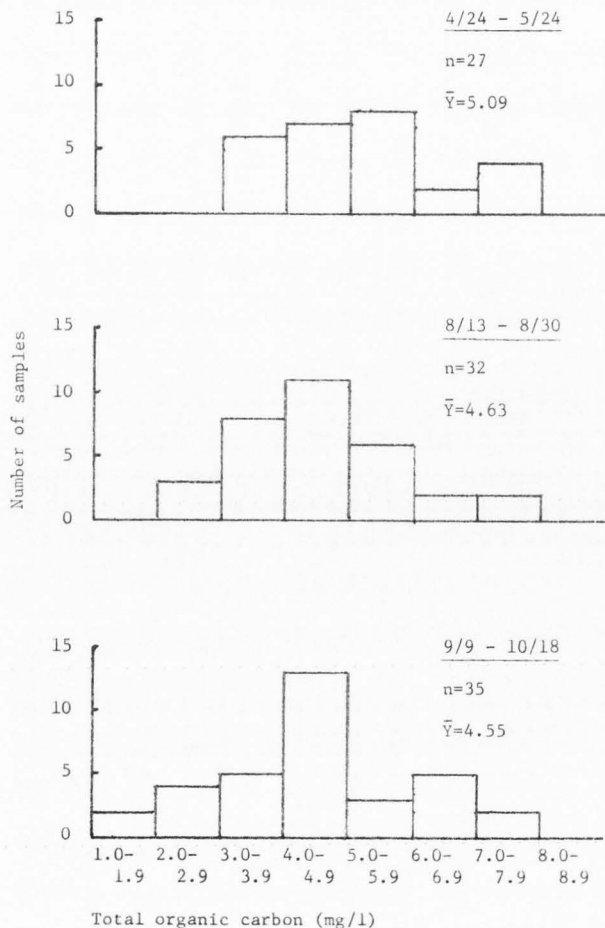 15
10
5
0
4/24 - 5/24
n=27
Ȳ=5.09
Number of samples
15
10
5
0
8/13 - 8/30
n=32
Ȳ=4.63
15
10
5
0
9/9 - 10/18
n=35
Ȳ=4.55
1.0- 2.0- 3.0- 4.0- 5.0- 6.0- 7.0- 8.0-
1.9 2.9 3.9 4.9 5.9 6.9 7.9 8.9
Total organic carbon (mg/l)